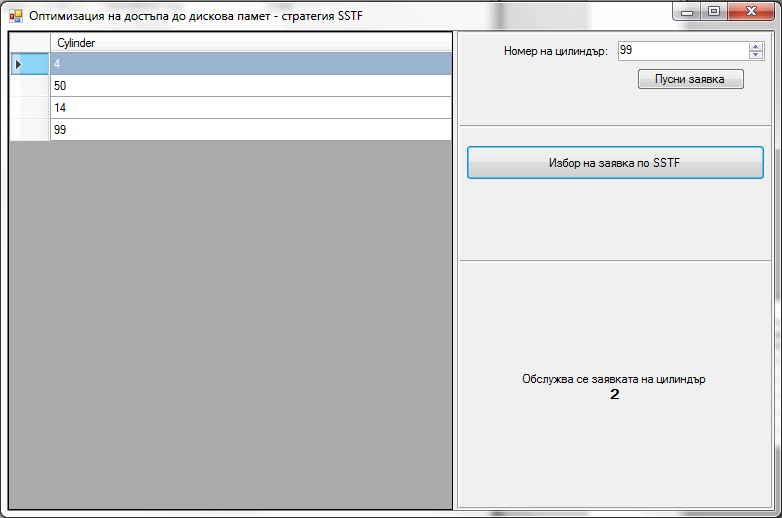 Оптимизация на достъпа до дискова памет - стратегия SSTF
Cylinder
4
50
14
99
Номер на цилиндър: 99
Пусни заявка
Избор на заявка по SSTF
Обслужва се заявката на цилиндър
2